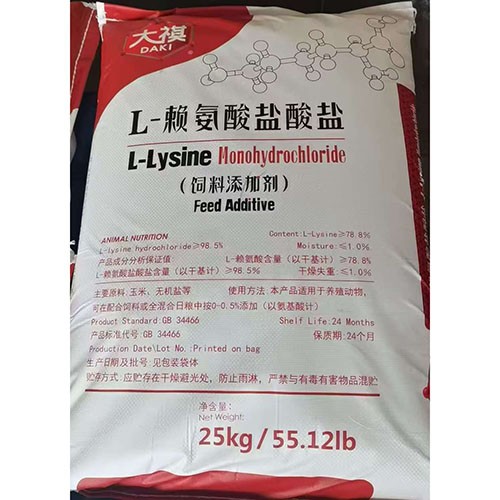 大祺
DAKI
L-赖氨酸盐酸盐
L-Lysine Monohydrochloride
(饲料添加剂)
Feed Additive
ANIMAL NUTRITION Content:L-Lysine≥78.8%
L-lysine hydrochloride≥98.5% Moisture:≤1.0%
产品成分分析保证值 L-赖氨酸含量(以干基计)≥78.8%
L-赖氨酸盐酸盐含量(以干基计)≥98.5% 干燥失重:≤1.0%
主要原料.玉米、无机盐等 使用方法.本产品适用于养殖动物,
可在配合饲料或全混合日粮中按0-0.5%添加(以氨基酸计)
Product Standard:GB 34466 Shelf Life:24 Months
产品标准代号:GB 34466 保质期:24个月
Production Date\Lot No.:Printed on bag
生产日期及批号:见包装袋体
贮存方式:应贮存在干燥避光处,防止雨淋,严禁与有毒有害物品混贮
净含量:
Net Weight:
25kg/55.12lb